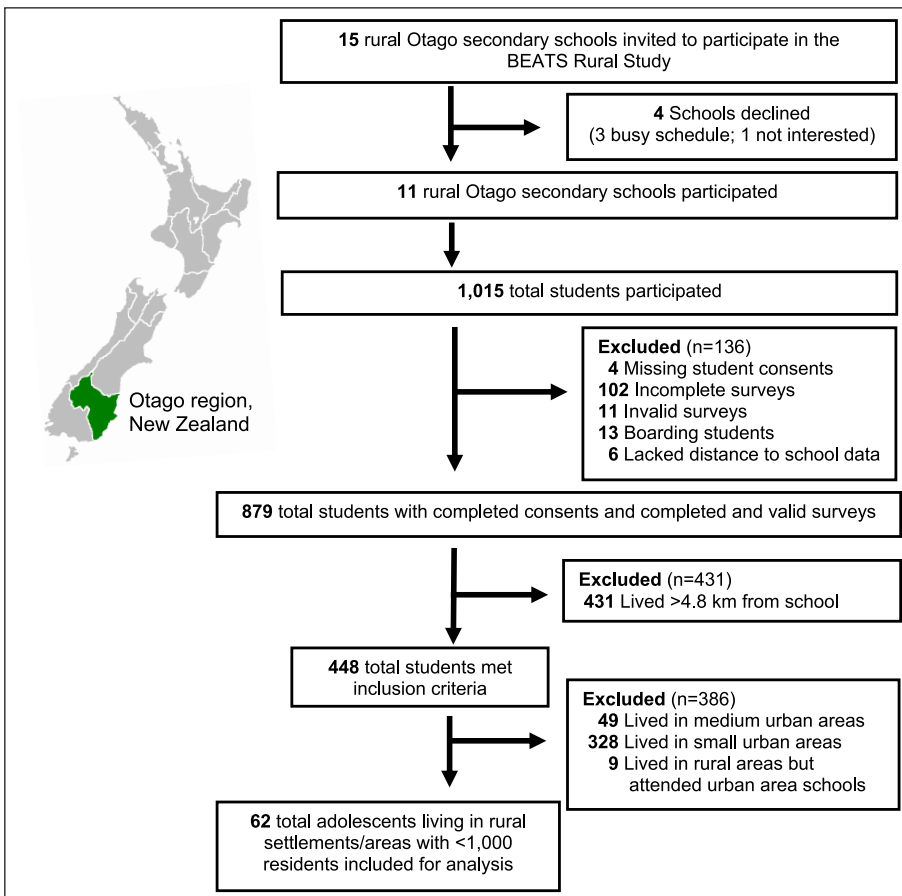 15 rural Otago secondary schools invited to participate in the
BEATS Rural Study
4 Schools declined
(3 busy schedule; 1 not interested)
11 rural Otago secondary schools participated
1,015 total students participated
Otago region,
New Zealand
Excluded (n=136)
4 Missing student consents
102 Incomplete surveys
11 Invalid surveys
13 Boarding students
6 Lacked distance to school data
879 total students with completed consents and completed and valid surveys
Excluded (n=431)
431 Lived >4.8 km from school
448 total students met
inclusion criteria
Excluded (n=386)
49 Lived in medium urban areas
328 Lived in small urban areas
9 Lived in rural areas but
attended urban area schools
62 total adolescents living in rural
settlements/areas with <1,000
residents included for analysis